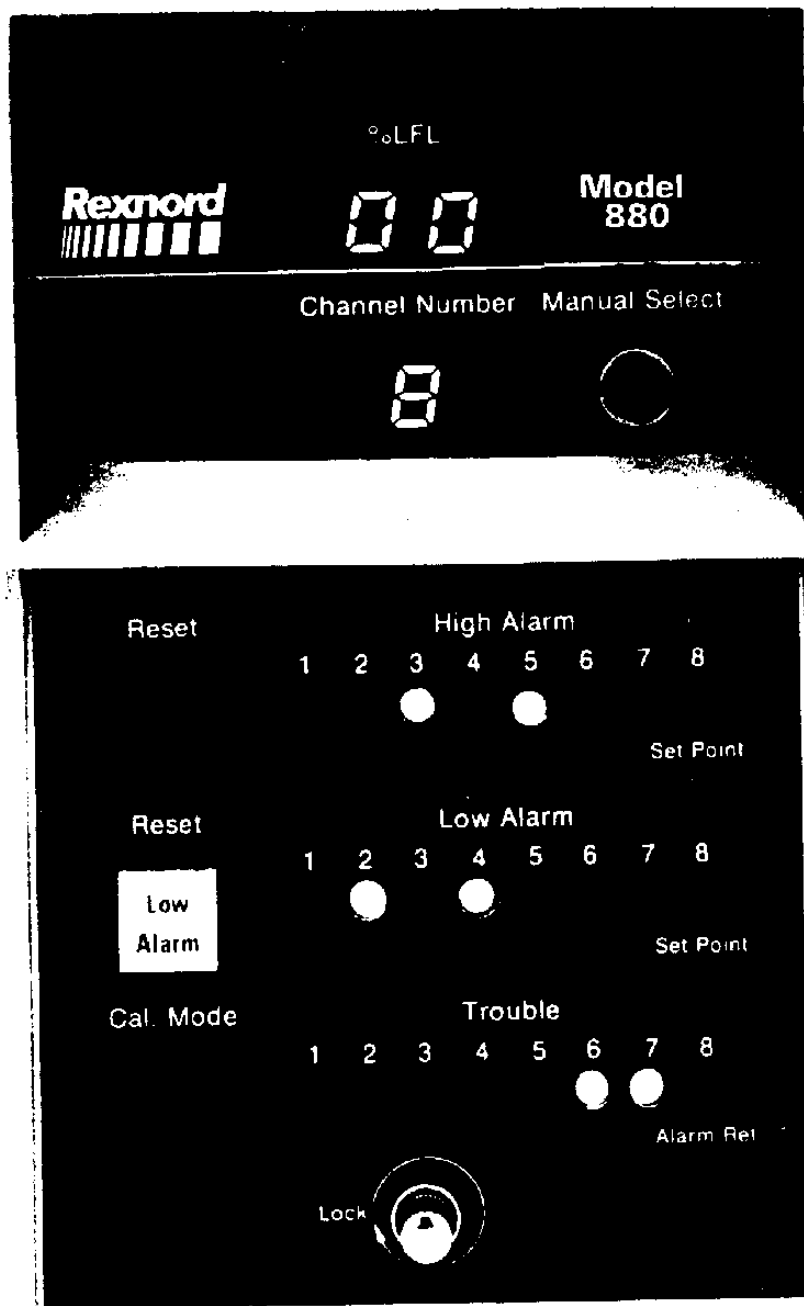 %LFL
Rexnord
00
Model
880
Channel Number
Manual Select
8
Reset
High Alarm
1 2 3 4 5 6 7 8
Set Point
Reset
Low Alarm
1 2 3 4 5 6 7 8
Low
Alarm
Set Point
Cal. Mode
Trouble
1 2 3 4 5 6 7 8
Alarm Ret
Lock